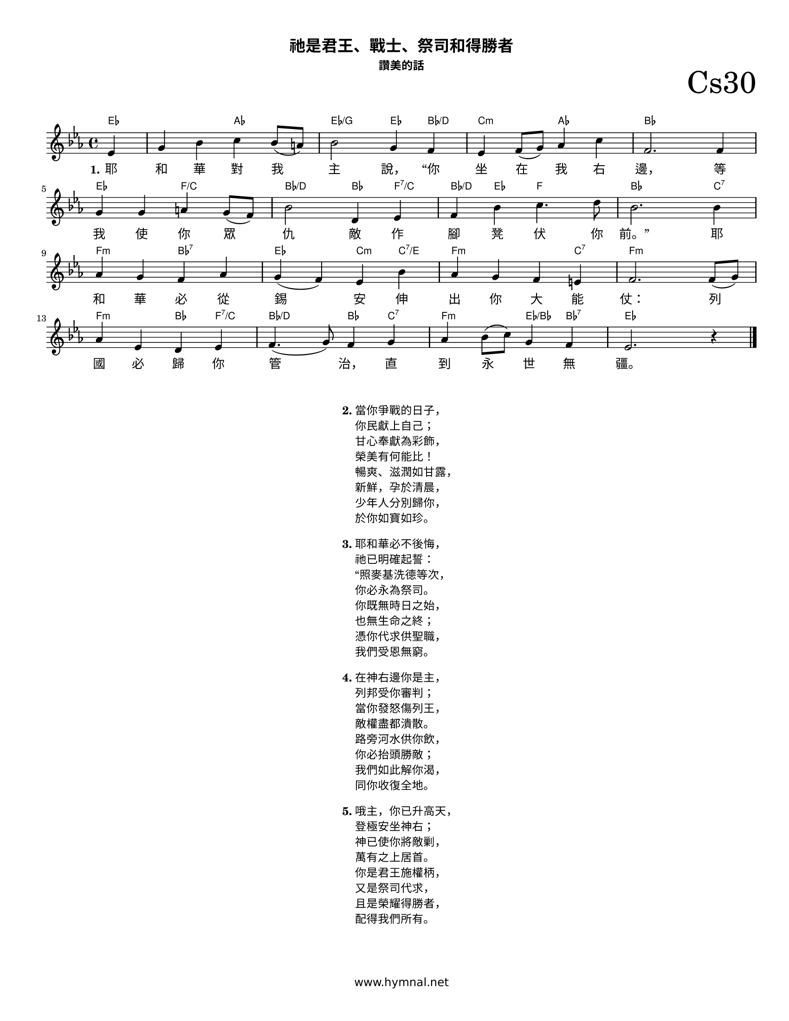 祂是君王、戰士、祭司和得勝者
讚美的話
Cs30
E♭ A♭ E♭/G E♭ B♭/D Cm A♭ B♭
1. 耶 和 華 對 我 主 說， “你 坐 在 我 右 邊， 等
5 E♭ F/C B♭/D B♭ F7/C B♭/D E♭ F B♭ C7
我 使 你 眾 仇 敵 作 腳 凳 伏 你 前。” 耶
9 Fm B♭7 E♭ Cm C7/E Fm C7 Fm
和 華 必 從 錫 安 伸 出 你 大 能 仗： 列
13 Fm B♭ F7/C B♭/D B♭ C7 Fm E♭/B♭ B♭7 E♭
國 必 歸 你 管 治， 直 到 永 世 無 疆。
2. 當你爭戰的日子，
你民獻上自己；
甘心奉獻為彩飾，
榮美有何能比！
暢爽、滋潤如甘露，
新鮮，孕於清晨，
少年人分別歸你，
於你如寶如珍。
3. 耶和華必不後悔，
祂已明確起誓：
“照麥基洗德等次，
你必永為祭司。
你既無時日之始，
也無生命之終；
憑你代求供聖職，
我們受恩無窮。
4. 在神右邊你是主，
列邦受你審判；
當你發怒傷列王，
敵權盡都潰散。
路旁河水供你飲，
你必抬頭勝敵；
我們如此解你渴，
同你收復全地。
5. 哦主，你已升高天，
登極安坐神右；
神已使你將敵剿，
萬有之上居首。
你是君王施權柄，
又是祭司代求，
且是榮耀得勝者，
配得我們所有。
www.hymnal.net